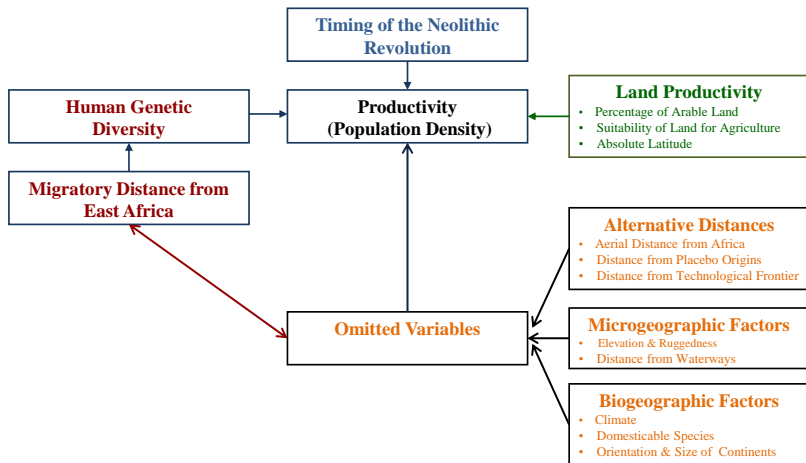 Timing of the Neolithic
Revolution
Human Genetic
Diversity
Productivity
(Population Density)
Land Productivity
• Percentage of Arable Land
• Suitability of Land for Agriculture
• Absolute Latitude
Migratory Distance from
East Africa
Alternative Distances
• Aerial Distance from Africa
• Distance from Placebo Origins
• Distance from Technological Frontier
Omitted Variables
Microgeographic Factors
• Elevation & Ruggedness
• Distance from Waterways
Biogeographic Factors
• Climate
• Domesticable Species
• Orientation & Size of Continents